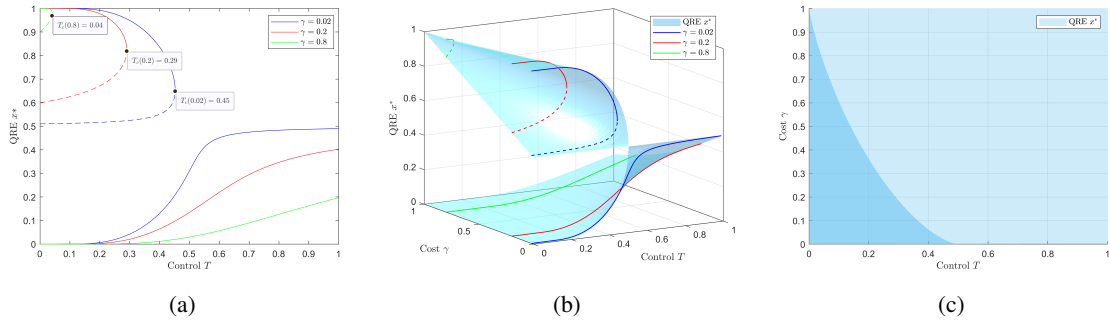 1
0.9
0.8
0.7
0.6
0.5
0.4
0.3
0.2
0.1
0
QRE x*
0 0.1 0.2 0.3 0.4 0.5 0.6 0.7 0.8 0.9 1
Control T
T_c(0.8) = 0.04
T_c(0.2) = 0.29
T_c(0.02) = 0.45
γ = 0.02
γ = 0.2
γ = 0.8
(a)
QRE x*
γ = 0.02
γ = 0.2
γ = 0.8
1
0.8
0.6
0.4
0.2
0
QRE x*
1
0.5
0
Cost γ
0 0.2 0.4 0.6 0.8 1
Control T
(b)
QRE x*
1
0.9
0.8
0.7
0.6
0.5
0.4
0.3
0.2
0.1
0
Cost γ
0 0.2 0.4 0.6 0.8 1
Control T
(c)